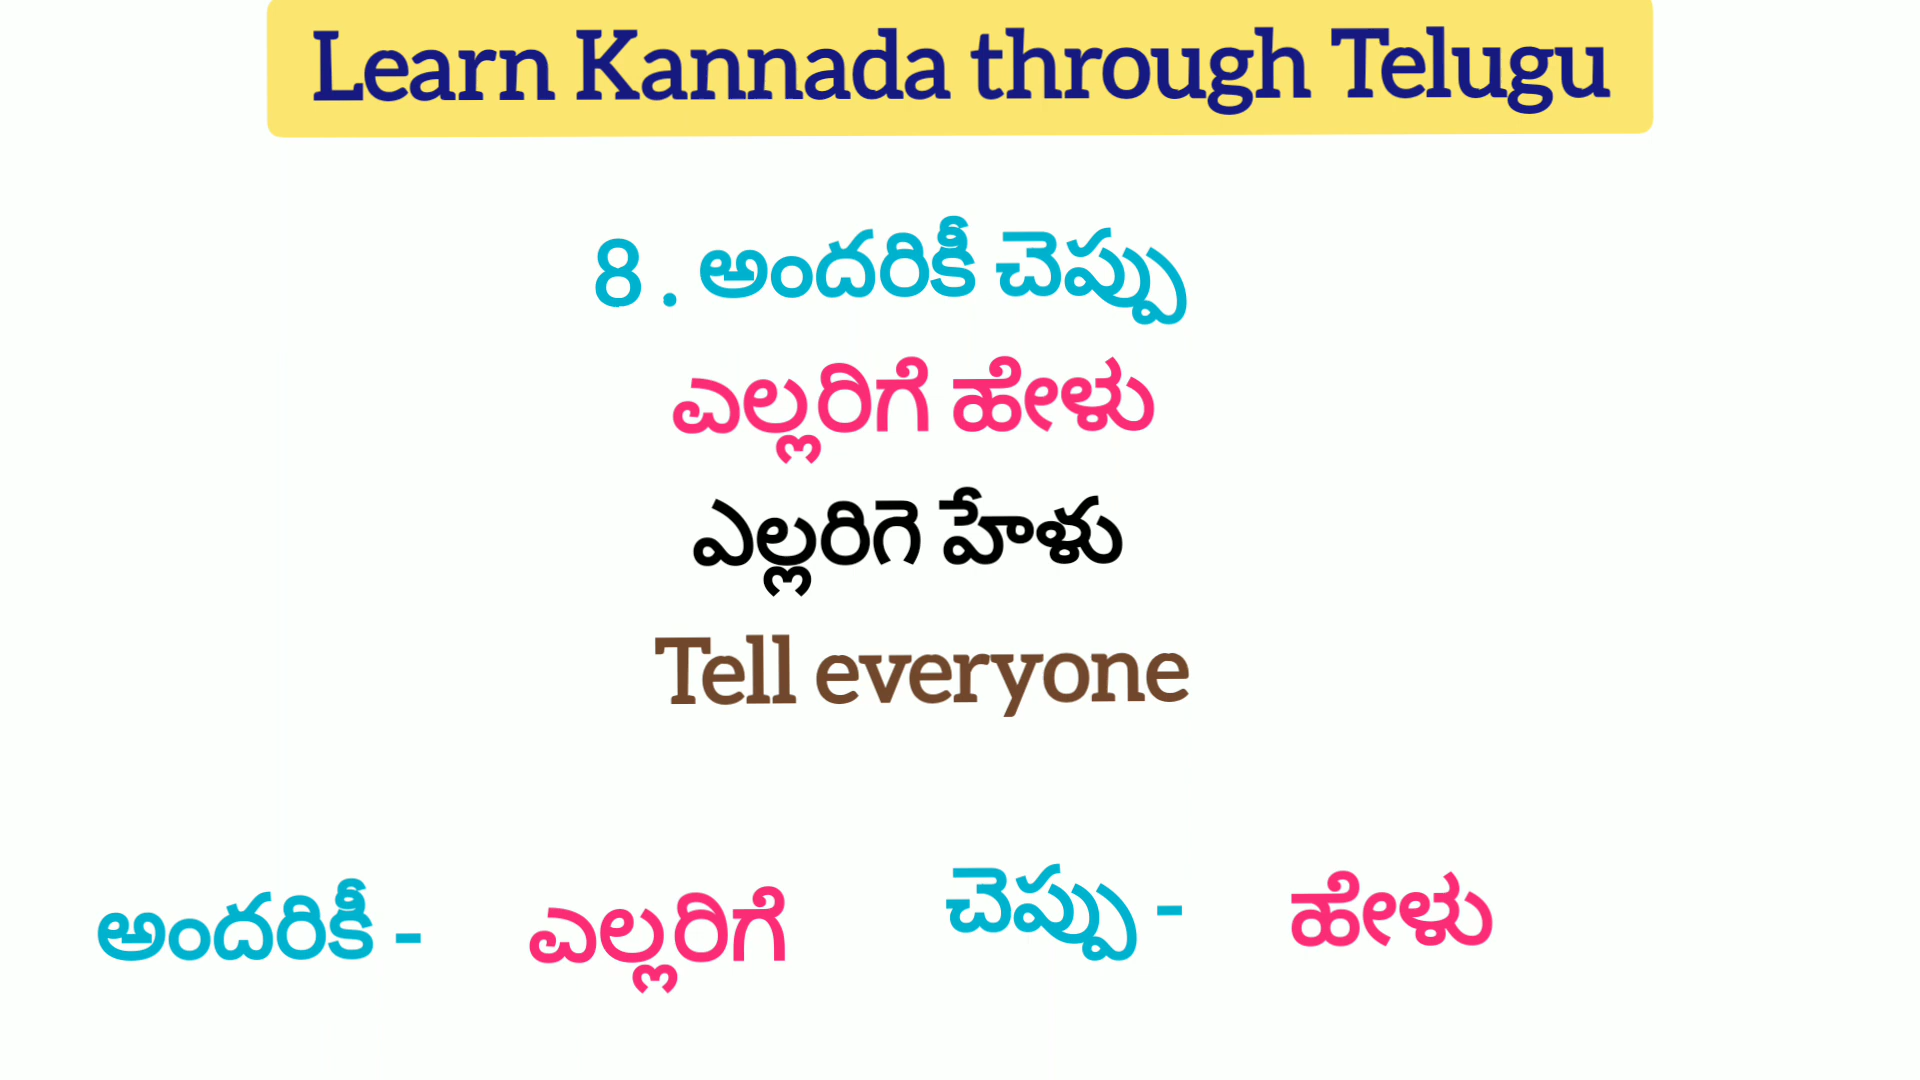 Learn Kannada through Telugu
8 . అందరికీ చెప్పు
ಎಲ್ಲರಿಗೆ ಹೇಳು
ఎల్లరిగె హేళు
Tell everyone
అందరికీ - ಎಲ್ಲರಿಗೆ చెప్పు - ಹೇಳು